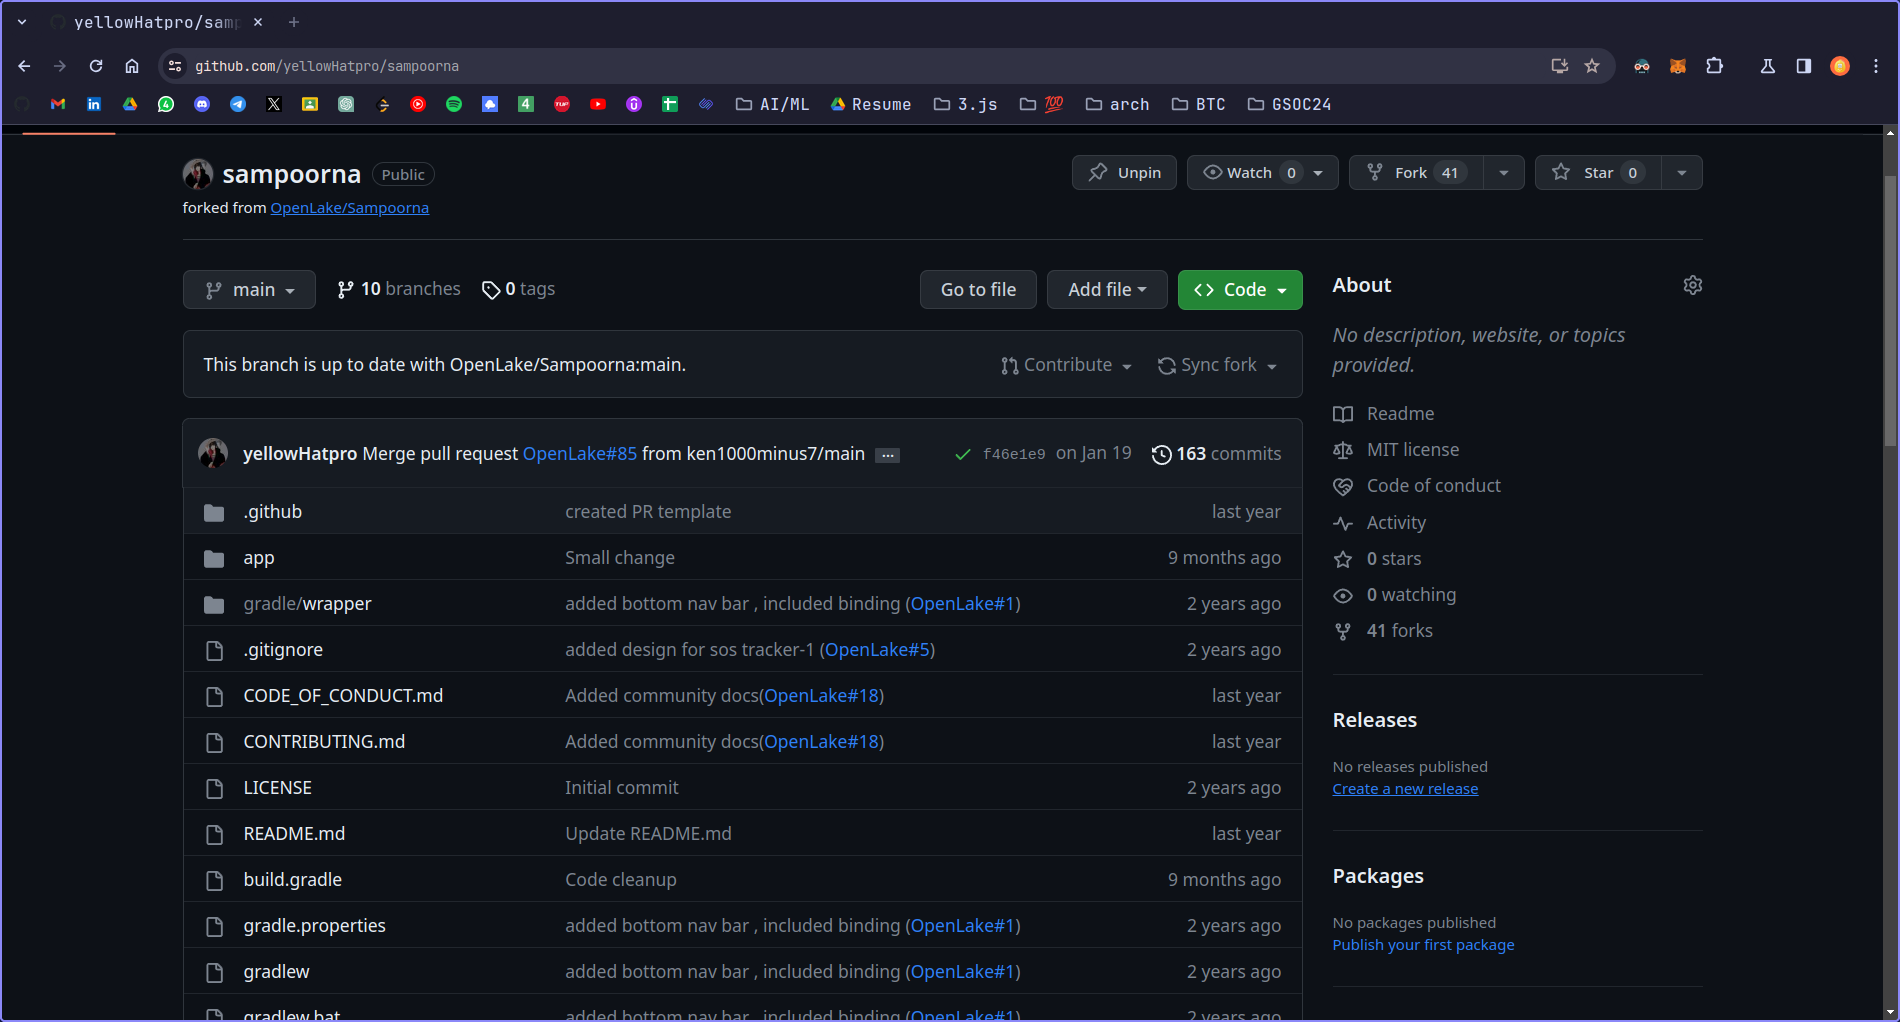 yellowHatpro/samp
github.com/yellowHatpro/sampoorna
AI/ML Resume 3.js 💯 arch BTC GSOC24
sampoorna Public
Unpin Watch 0 Fork 41 Star 0
forked from OpenLake/Sampoorna
main 10 branches 0 tags Go to file Add file Code
This branch is up to date with OpenLake/Sampoorna:main. Contribute Sync fork
yellowHatpro Merge pull request OpenLake#85 from ken1000minus7/main ... f46e1e9 on Jan 19 163 commits
.github created PR template last year
app Small change 9 months ago
gradle/wrapper added bottom nav bar , included binding (OpenLake#1) 2 years ago
.gitignore added design for sos tracker-1 (OpenLake#5) 2 years ago
CODE_OF_CONDUCT.md Added community docs(OpenLake#18) last year
CONTRIBUTING.md Added community docs(OpenLake#18) last year
LICENSE Initial commit 2 years ago
README.md Update README.md last year
build.gradle Code cleanup 9 months ago
gradle.properties added bottom nav bar , included binding (OpenLake#1) 2 years ago
gradlew added bottom nav bar , included binding (OpenLake#1) 2 years ago
gradlew.bat added bottom nav bar , included binding (OpenLake#1) 2 years ago
About
No description, website, or topics
provided.
Readme
MIT license
Code of conduct
Activity
0 stars
0 watching
41 forks
Releases
No releases published
Create a new release
Packages
No packages published
Publish your first package